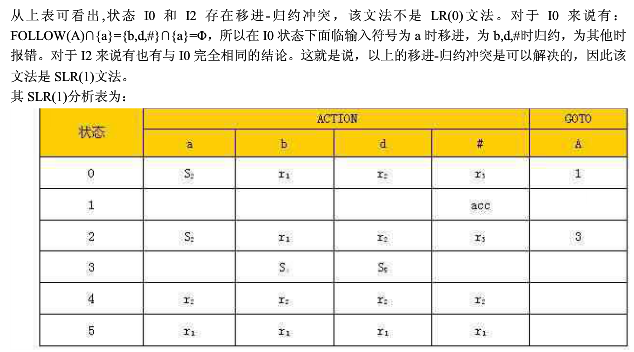 从上表可看出,状态 I0 和 I2 存在移进-归约冲突，该文法不是 LR(0)文法。对于 I0 来说有：
FOLLOW(A)∩{a}={b,d,#}∩{a}=Φ，所以在 I0 状态下面临输入符号为 a 时移进，为 b,d,#时归约，为其他时
报错。对于 I2 来说有也有与 I0 完全相同的结论。这就是说，以上的移进-归约冲突是可以解决的，因此该
文法是 SLR(1)文法。
其 SLR(1)分析表为：
状态 ACTION GOTO
a b d # A
0 S₂ r₁ r₂ r₃ 1
1 acc
2 S₂ r₁ r₂ r₃ 3
3
4 r₂ r₂ r₂ r₂
5 r₁ r₁ r₁ r₁